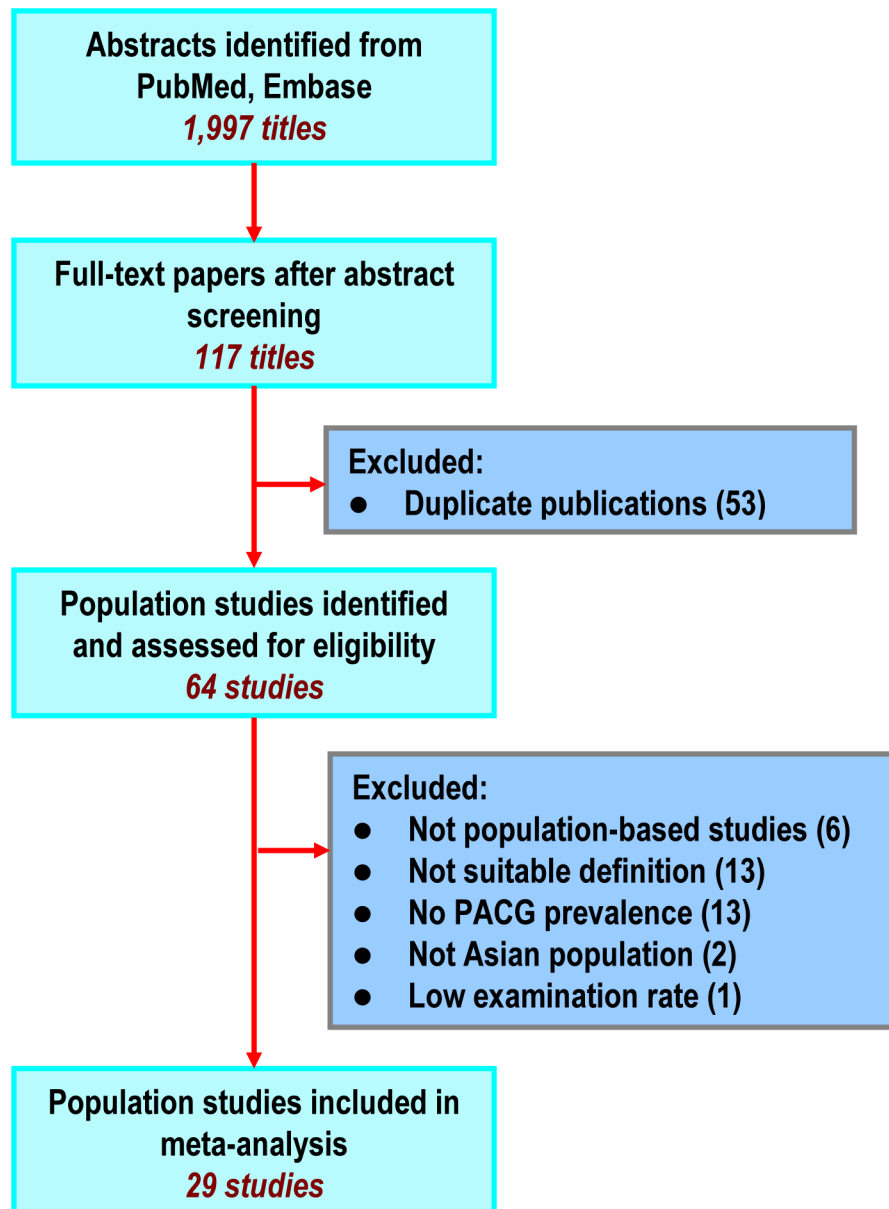 Abstracts identified from
PubMed, Embase
1,997 titles
Full-text papers after abstract
screening
117 titles
Excluded:
● Duplicate publications (53)
Population studies identified
and assessed for eligibility
64 studies
Excluded:
● Not population-based studies (6)
● Not suitable definition (13)
● No PACG prevalence (13)
● Not Asian population (2)
● Low examination rate (1)
Population studies included in
meta-analysis
29 studies